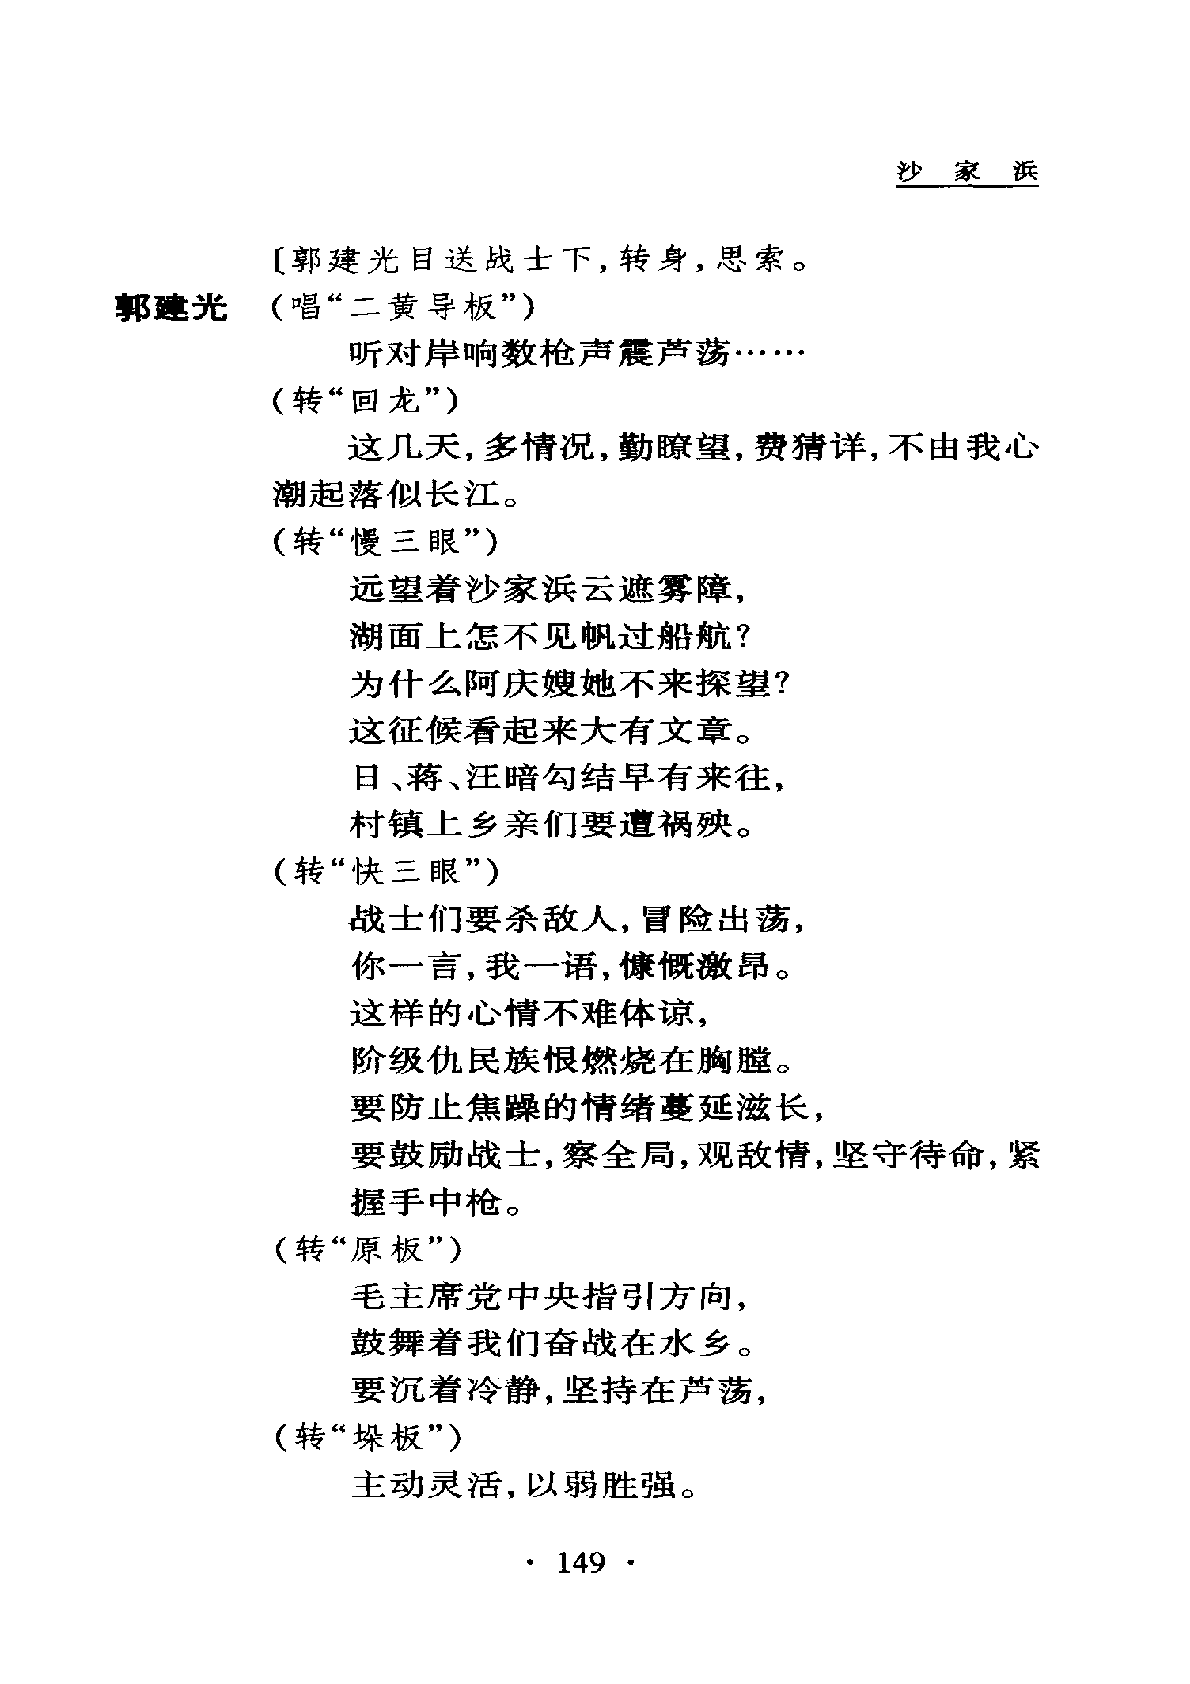 沙家浜
[郭建光目送战士下,转身,思索。
郭建光 (唱“二黄导板”)
听对岸响数枪声震芦荡……
(转“回龙”)
这几天,多情况,勤瞭望,费猜详,不由我心
潮起落似长江。
(转“慢三眼”)
远望着沙家浜云遮雾障,
湖面上怎不见帆过船航?
为什么阿庆嫂她不来探望?
这征候看起来大有文章。
日、蒋、汪暗勾结早有来往,
村镇上乡亲们要遭祸殃。
(转“快三眼”)
战士们要杀敌人,冒险出荡,
你一言,我一语,慷慨激昂。
这样的心情不难体谅,
阶级仇民族恨燃烧在胸膛。
要防止焦躁的情绪蔓延滋长,
要鼓励战士,察全局,观敌情,坚守待命,紧
握手中枪。
(转“原板”)
毛主席党中央指引方向,
鼓舞着我们奋战在水乡。
要沉着冷静,坚持在芦荡,
(转“垛板”)
主动灵活,以弱胜强。
· 149 ·